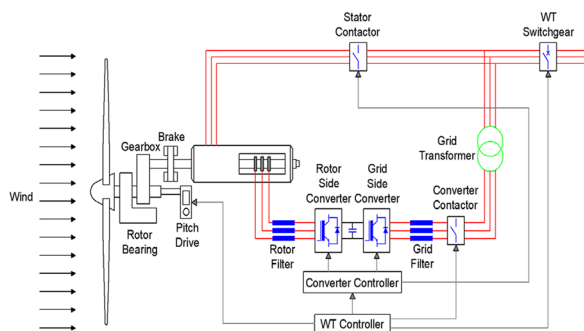 Stator
Contactor
WT
Switchgear
Brake
Gearbox
Grid
Transformer
Rotor
Side
Converter
Grid
Side
Converter
Converter
Contactor
Wind
Rotor
Bearing
Pitch
Drive
Rotor
Filter
Grid
Filter
Converter Controller
WT Controller